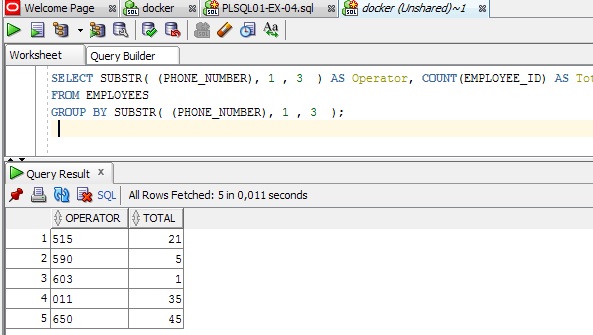 Welcome Page docker PLSQL01-EX-04.sql docker (Unshared)~1
SQL
Worksheet Query Builder
SELECT SUBSTR( (PHONE_NUMBER), 1 , 3 ) AS Operator, COUNT(EMPLOYEE_ID) AS Tot
FROM EMPLOYEES
GROUP BY SUBSTR( (PHONE_NUMBER), 1 , 3 );
Query Result x
SQL All Rows Fetched: 5 in 0,011 seconds
OPERATOR TOTAL
1 515 21
2 590 5
3 603 1
4 011 35
5 650 45